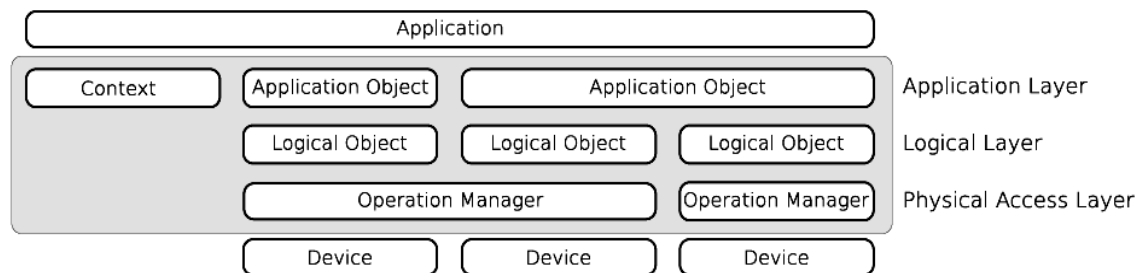 Application
Context Application Object Application Object Application Layer
Logical Object Logical Object Logical Object Logical Layer
Operation Manager Operation Manager Physical Access Layer
Device Device Device